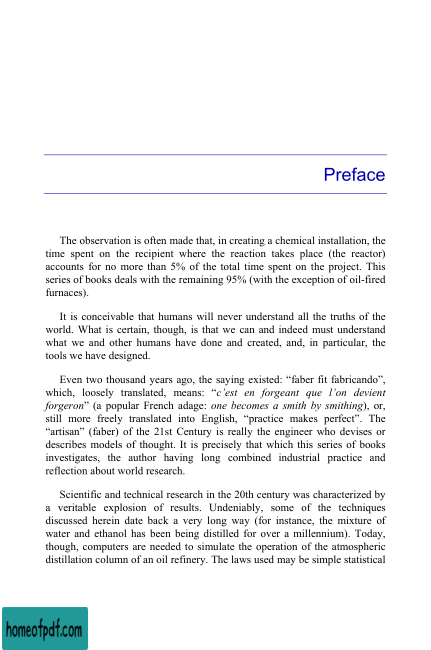 Preface
The observation is often made that, in creating a chemical installation, the
time spent on the recipient where the reaction takes place (the reactor)
accounts for no more than 5% of the total time spent on the project. This
series of books deals with the remaining 95% (with the exception of oil-fired
furnaces).
It is conceivable that humans will never understand all the truths of the
world. What is certain, though, is that we can and indeed must understand
what we and other humans have done and created, and, in particular, the
tools we have designed.
Even two thousand years ago, the saying existed: “faber fit fabricando”,
which, loosely translated, means: “c’est en forgeant que l’on devient
forgeron” (a popular French adage: one becomes a smith by smithing), or,
still more freely translated into English, “practice makes perfect”. The
“artisan” (faber) of the 21st Century is really the engineer who devises or
describes models of thought. It is precisely that which this series of books
investigates, the author having long combined industrial practice and
reflection about world research.
Scientific and technical research in the 20th century was characterized by
a veritable explosion of results. Undeniably, some of the techniques
discussed herein date back a very long way (for instance, the mixture of
water and ethanol has been being distilled for over a millennium). Today,
though, computers are needed to simulate the operation of the atmospheric
distillation column of an oil refinery. The laws used may be simple statistical
homeofpdf.com